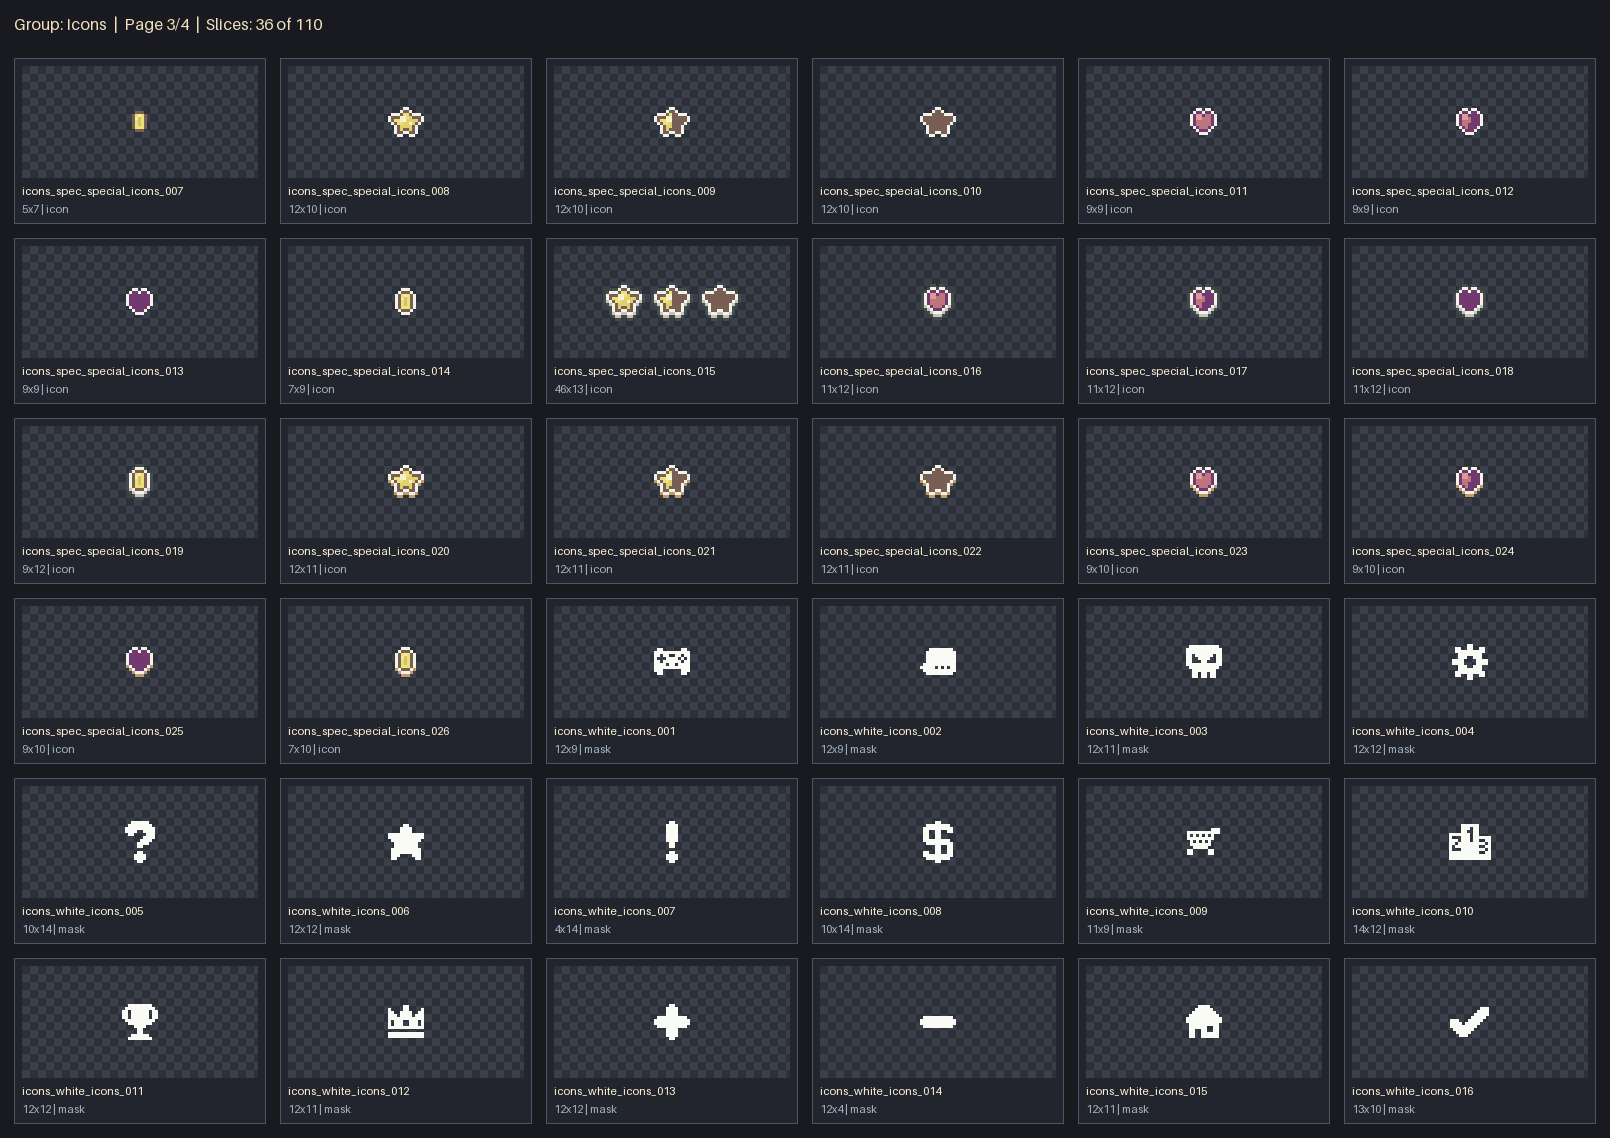 Group: Icons | Page 3/4 | Slices: 36 of 110
icons_spec_special_icons_007
5x7 | icon
icons_spec_special_icons_008
12x10 | icon
icons_spec_special_icons_009
12x10 | icon
icons_spec_special_icons_010
12x10 | icon
icons_spec_special_icons_011
9x9 | icon
icons_spec_special_icons_012
9x9 | icon
icons_spec_special_icons_013
9x9 | icon
icons_spec_special_icons_014
7x9 | icon
icons_spec_special_icons_015
46x13 | icon
icons_spec_special_icons_016
11x12 | icon
icons_spec_special_icons_017
11x12 | icon
icons_spec_special_icons_018
11x12 | icon
icons_spec_special_icons_019
9x12 | icon
icons_spec_special_icons_020
12x11 | icon
icons_spec_special_icons_021
12x11 | icon
icons_spec_special_icons_022
12x11 | icon
icons_spec_special_icons_023
9x10 | icon
icons_spec_special_icons_024
9x10 | icon
icons_spec_special_icons_025
9x10 | icon
icons_spec_special_icons_026
7x10 | icon
icons_white_icons_001
12x9 | mask
icons_white_icons_002
12x9 | mask
icons_white_icons_003
12x11 | mask
icons_white_icons_004
12x12 | mask
?
icons_white_icons_005
10x14 | mask
icons_white_icons_006
12x12 | mask
!
icons_white_icons_007
4x14 | mask
$
icons_white_icons_008
10x14 | mask
icons_white_icons_009
11x9 | mask
2 1 3
icons_white_icons_010
14x12 | mask
icons_white_icons_011
12x12 | mask
icons_white_icons_012
12x11 | mask
icons_white_icons_013
12x12 | mask
icons_white_icons_014
12x4 | mask
icons_white_icons_015
12x11 | mask
icons_white_icons_016
13x10 | mask